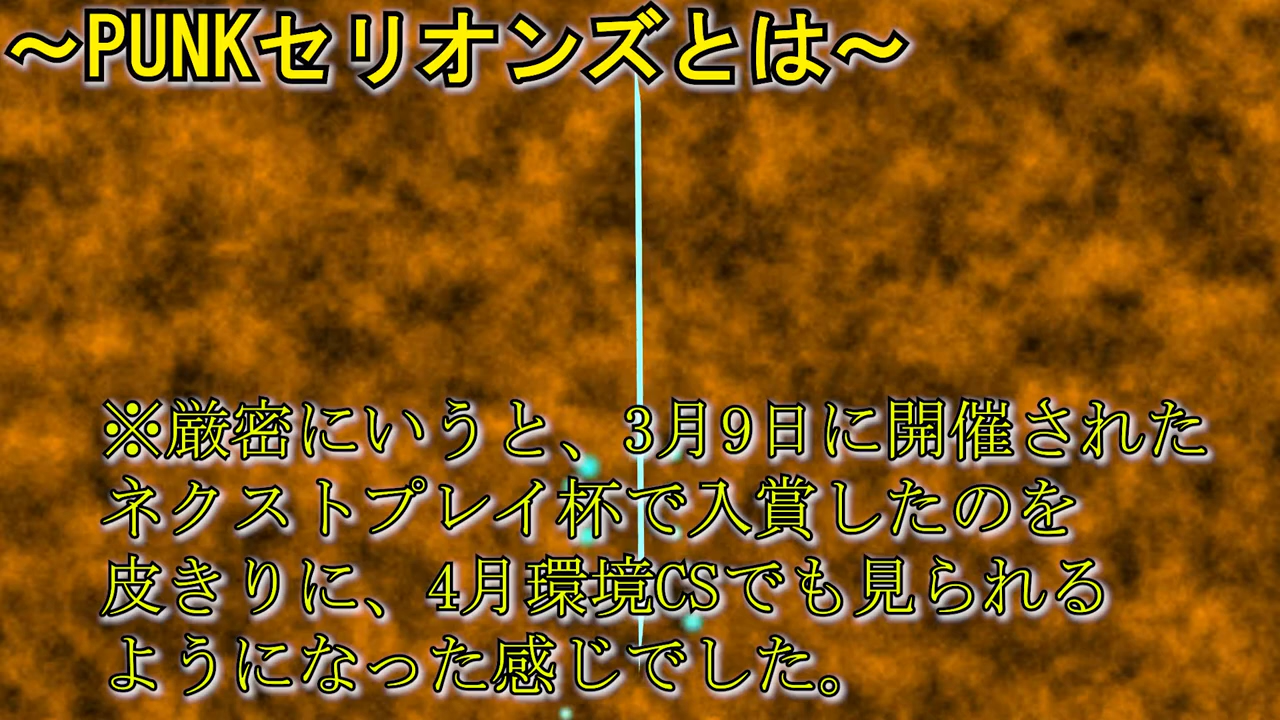 ～PUNKセリオンズとは～
※厳密にいうと、3月9日に開催された
ネクストプレイ杯で入賞したのを
皮きりに、4月環境CSでも見られる
ようになった感じでした。